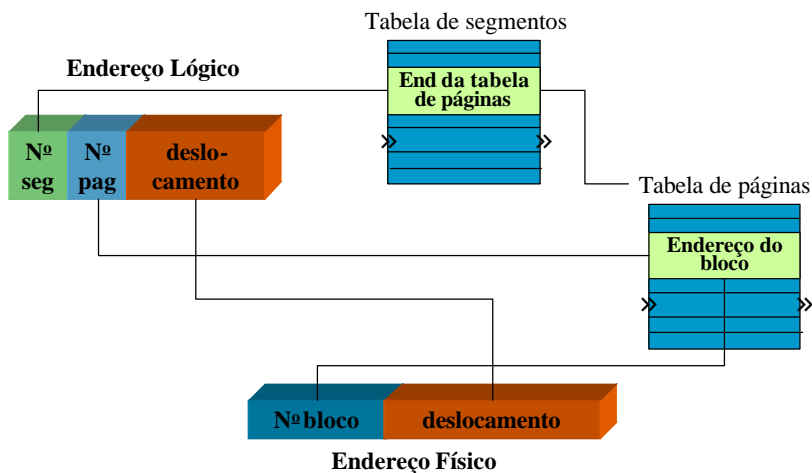 Tabela de segmentos
Endereço Lógico
End da tabela
de páginas
Nº
seg
Nº
pag
deslo-
camento
Tabela de páginas
Endereço do
bloco
Nº bloco
deslocamento
Endereço Físico